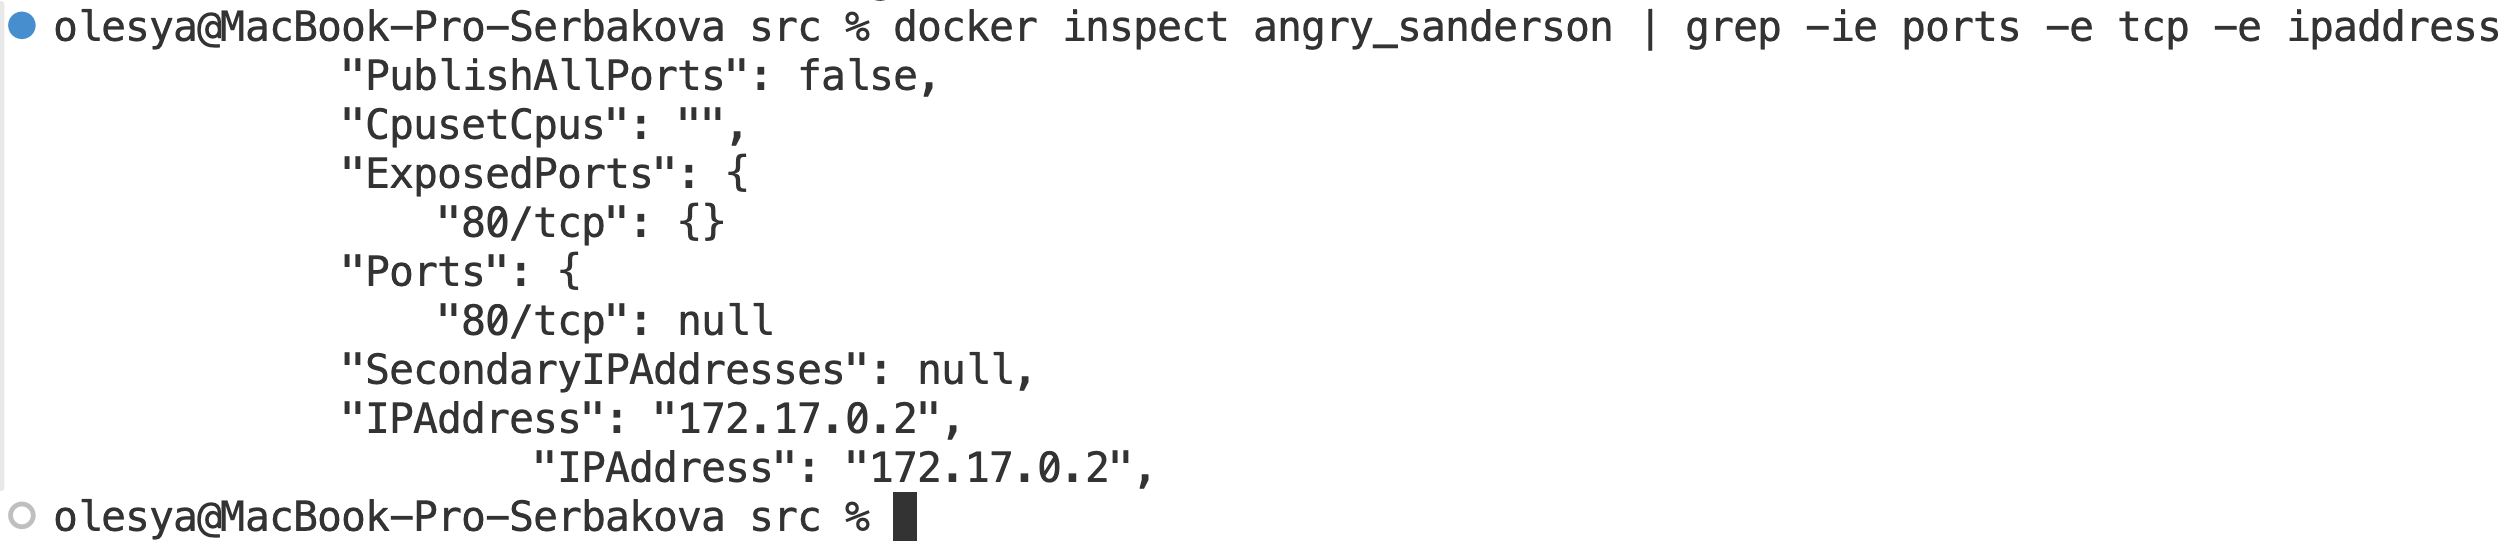 olesya@MacBook-Pro-Serbakova src % docker inspect angry_sanderson | grep -ie ports -e tcp -e ipaddress
"PublishAllPorts": false,
"CpusetCpus": "",
"ExposedPorts": {
"80/tcp": {}
"Ports": {
"80/tcp": null
"SecondaryIPAddresses": null,
"IPAddress": "172.17.0.2",
"IPAddress": "172.17.0.2",
olesya@MacBook-Pro-Serbakova src %